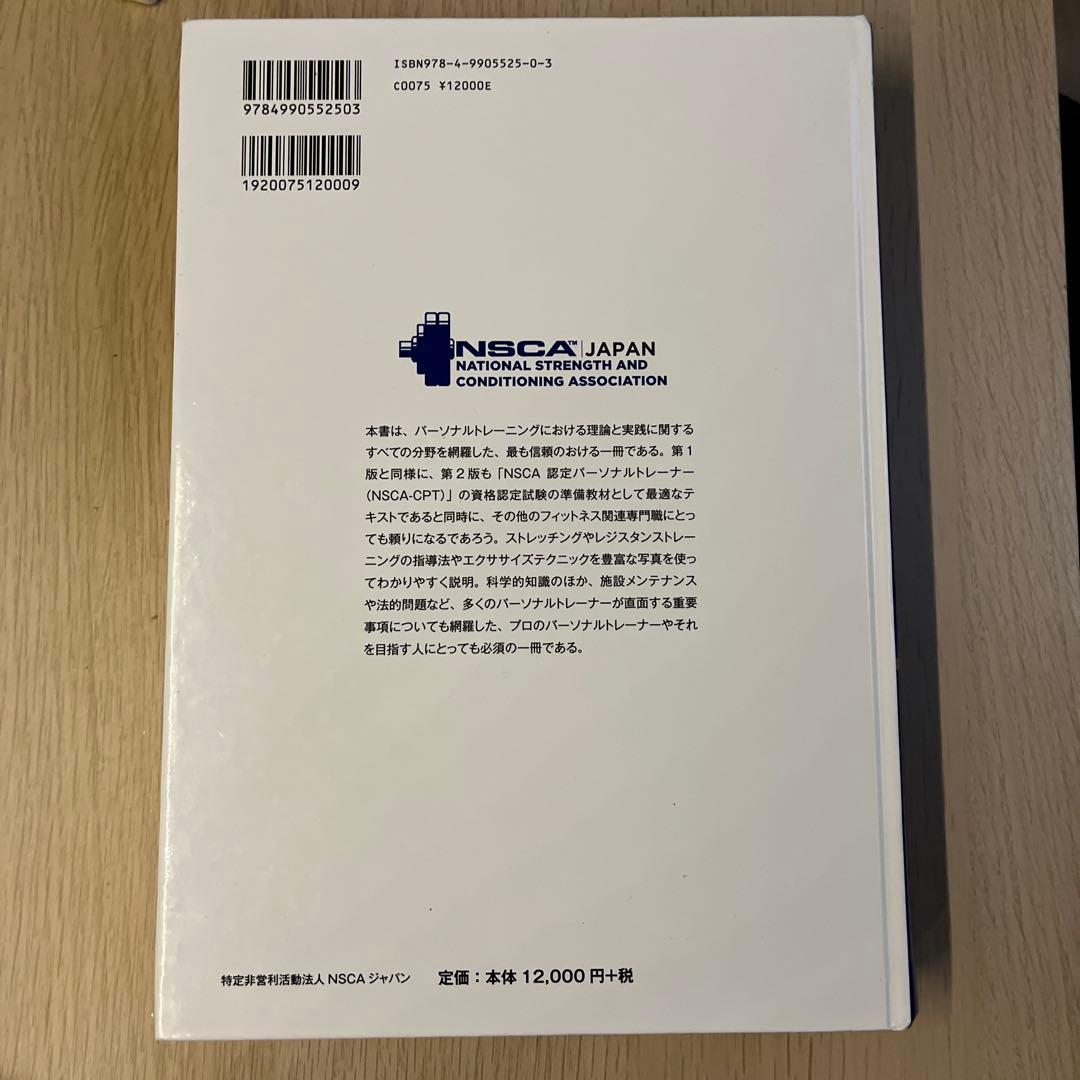 ISBN978-4-9905525-0-3
C0075 ¥12000E
9784990552503
1920075120009
NSCA™ JAPAN
NATIONAL STRENGTH AND
CONDITIONING ASSOCIATION
本書は、パーソナルトレーニングにおける理論と実践に関する
すべての分野を網羅した、最も信頼のおける一冊である。第1
版と同様に、第2版も「NSCA 認定パーソナルトレーナー
(NSCA-CPT)」の資格認定試験の準備教材として最適なテ
キストであると同時に、その他のフィットネス関連専門職にとっ
ても頼りになるであろう。ストレッチングやレジスタンストレー
ニングの指導法やエクササイズテクニックを豊富な写真を使っ
てわかりやすく説明。科学的知識のほか、施設メンテナンス
や法的問題など、多くのパーソナルトレーナーが直面する重要
事項についても網羅した、プロのパーソナルトレーナーやそれ
を目指す人にとっても必須の一冊である。
特定非営利活動法人 NSCA ジャパン 定価：本体 12,000 円+税